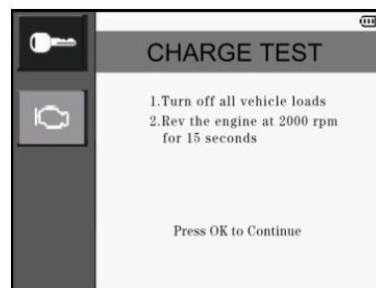 CHARGE TEST
1.Turn off all vehicle loads
2.Rev the engine at 2000 rpm
for 15 seconds
Press OK to Continue